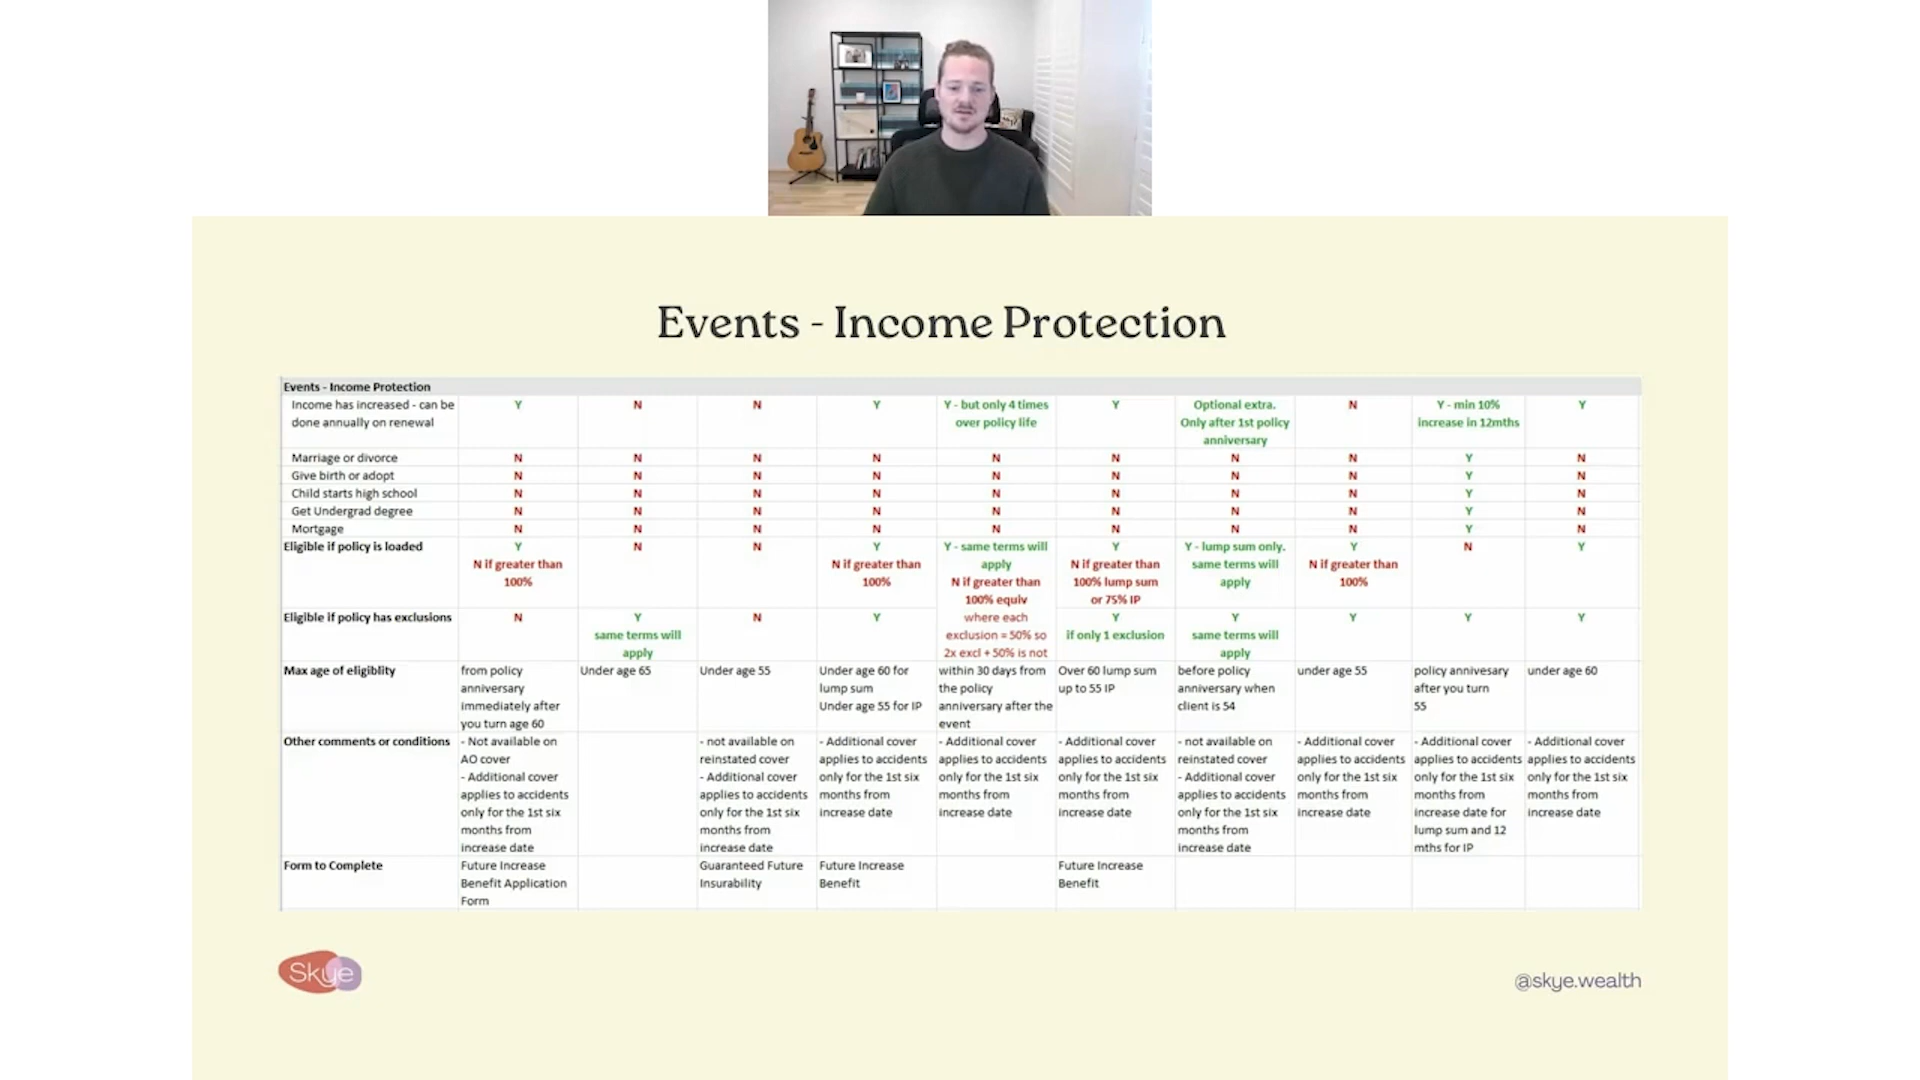 Events - Income Protection
Events - Income Protection
Income has increased - can be done annually on renewal Y N N Y Y - but only 4 times over policy life Y Optional extra. Only after 1st policy anniversary N Y - min 10% increase in 12mths Y
Marriage or divorce N N N N N N N N Y N
Give birth or adopt N N N N N N N N Y N
Child starts high school N N N N N N N N Y N
Get Undergrad degree N N N N N N N N Y N
Mortgage N N N N N N N N Y N
Eligible if policy is loaded Y N if greater than 100% N N Y N if greater than 100% Y - same terms will apply N if greater than 100% equiv Y N if greater than 100% lump sum or 75% IP Y - lump sum only. same terms will apply Y N if greater than 100% N Y
Eligible if policy has exclusions N Y same terms will apply N Y where each exclusion = 50% so 2x excl + 50% is not Y if only 1 exclusion Y same terms will apply Y Y Y
Max age of eligiblity from policy anniversary immediately after you turn age 60 Under age 65 Under age 55 Under age 60 for lump sum Under age 55 for IP within 30 days from the policy anniversary after the event Over 60 lump sum up to 55 IP before policy anniversary when client is 54 under age 55 policy annivesary after you turn 55 under age 60
Other comments or conditions - Not available on AO cover - Additional cover applies to accidents only for the 1st six months from increase date - not available on reinstated cover - Additional cover applies to accidents only for the 1st six months from increase date - Additional cover applies to accidents only for the 1st six months from increase date - Additional cover applies to accidents only for the 1st six months from increase date - Additional cover applies to accidents only for the 1st six months from increase date - not available on reinstated cover - Additional cover applies to accidents only for the 1st six months from increase date - Additional cover applies to accidents only for the 1st six months from increase date - Additional cover applies to accidents only for the 1st six months from increase date for lump sum and 12 mths for IP - Additional cover applies to accidents only for the 1st six months from increase date
Form to Complete Future Increase Benefit Application Form Guaranteed Future Insurability Future Increase Benefit Future Increase Benefit
Skye
@skye.wealth